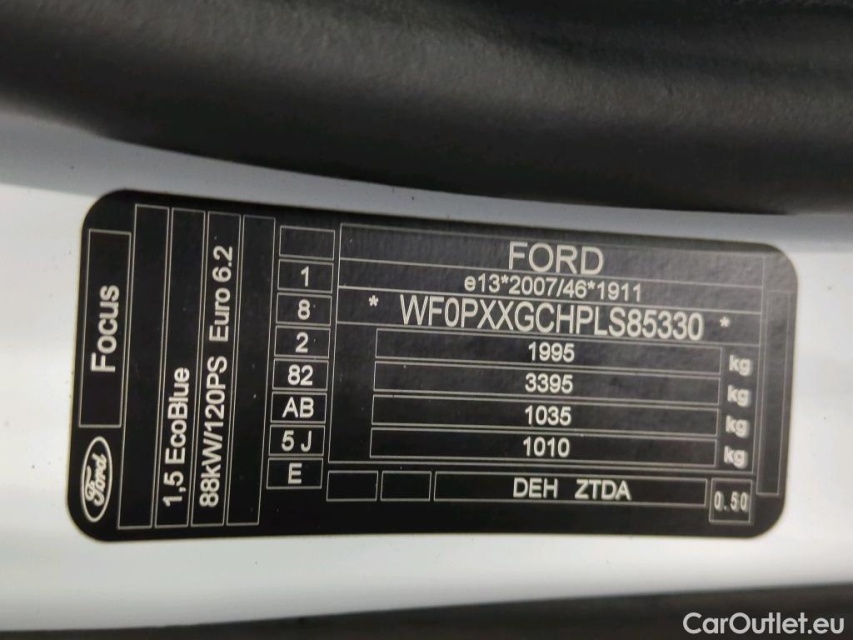 Ford
Focus
1,5 EcoBlue
88kW/120PS Euro 6.2
1
8
2
82
AB
5 J
E
FORD
e13*2007/46*1911
* WF0PXXGCHPLS85330 *
1995 kg
3395 kg
1035 kg
1010 kg
DEH ZTDA
0.50
CarOutlet.eu